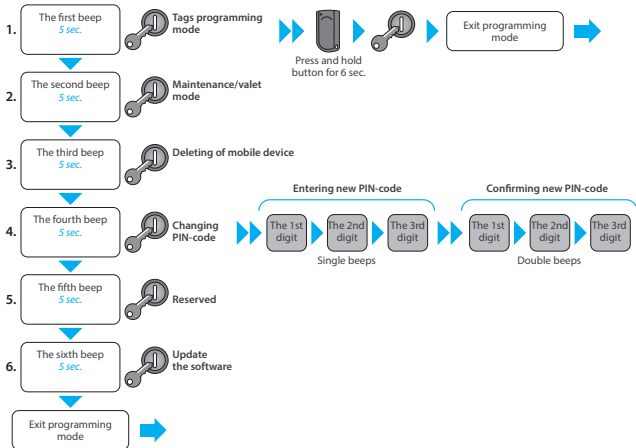 1.
The first beep
5 sec.
Tags programming
mode
Press and hold
button for 6 sec.
Exit programming
mode
2.
The second beep
5 sec.
Maintenance/valet
mode
3.
The third beep
5 sec.
Deleting of mobile device
4.
The fourth beep
5 sec.
Changing
PIN-code
Entering new PIN-code
The 1st
digit
The 2nd
digit
The 3rd
digit
Single beeps
Confirming new PIN-code
The 1st
digit
The 2nd
digit
The 3rd
digit
Double beeps
5.
The fifth beep
5 sec.
Reserved
6.
The sixth beep
5 sec.
Update
the software
Exit programming
mode